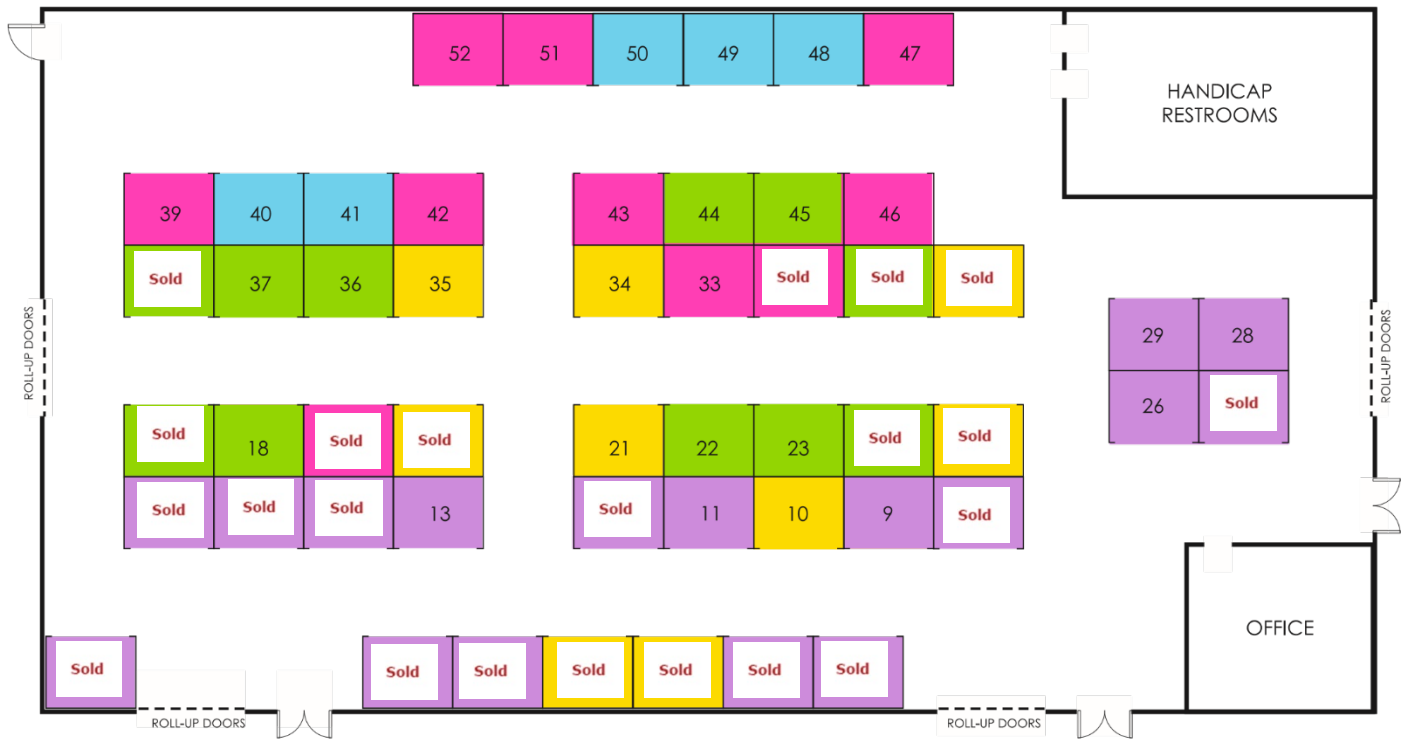 52 51 50 49 48 47
HANDICAP
RESTROOMS
39 40 41 42 43 44 45 46
Sold 37 36 35 34 33 Sold Sold Sold
29 28
ROLL-UP DOORS
ROLL-UP DOORS
26 Sold
Sold 18 Sold Sold 21 22 23 Sold Sold
Sold Sold Sold 13 Sold 11 10 9 Sold
OFFICE
Sold Sold Sold Sold Sold Sold Sold
ROLL-UP DOORS
ROLL-UP DOORS